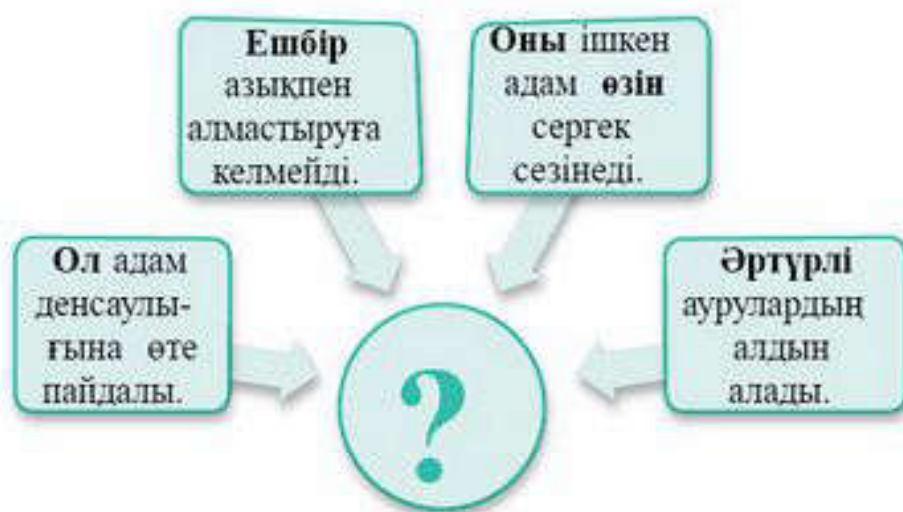 Ешбір
азықпен
алмастыруға
келмейді.
Оны ішкен
адам өзін
сергек
сезінеді.
Ол адам
денсаулы-
ғына өте
пайдалы.
Әртүрлі
аурулардың
алдын
алады.
?